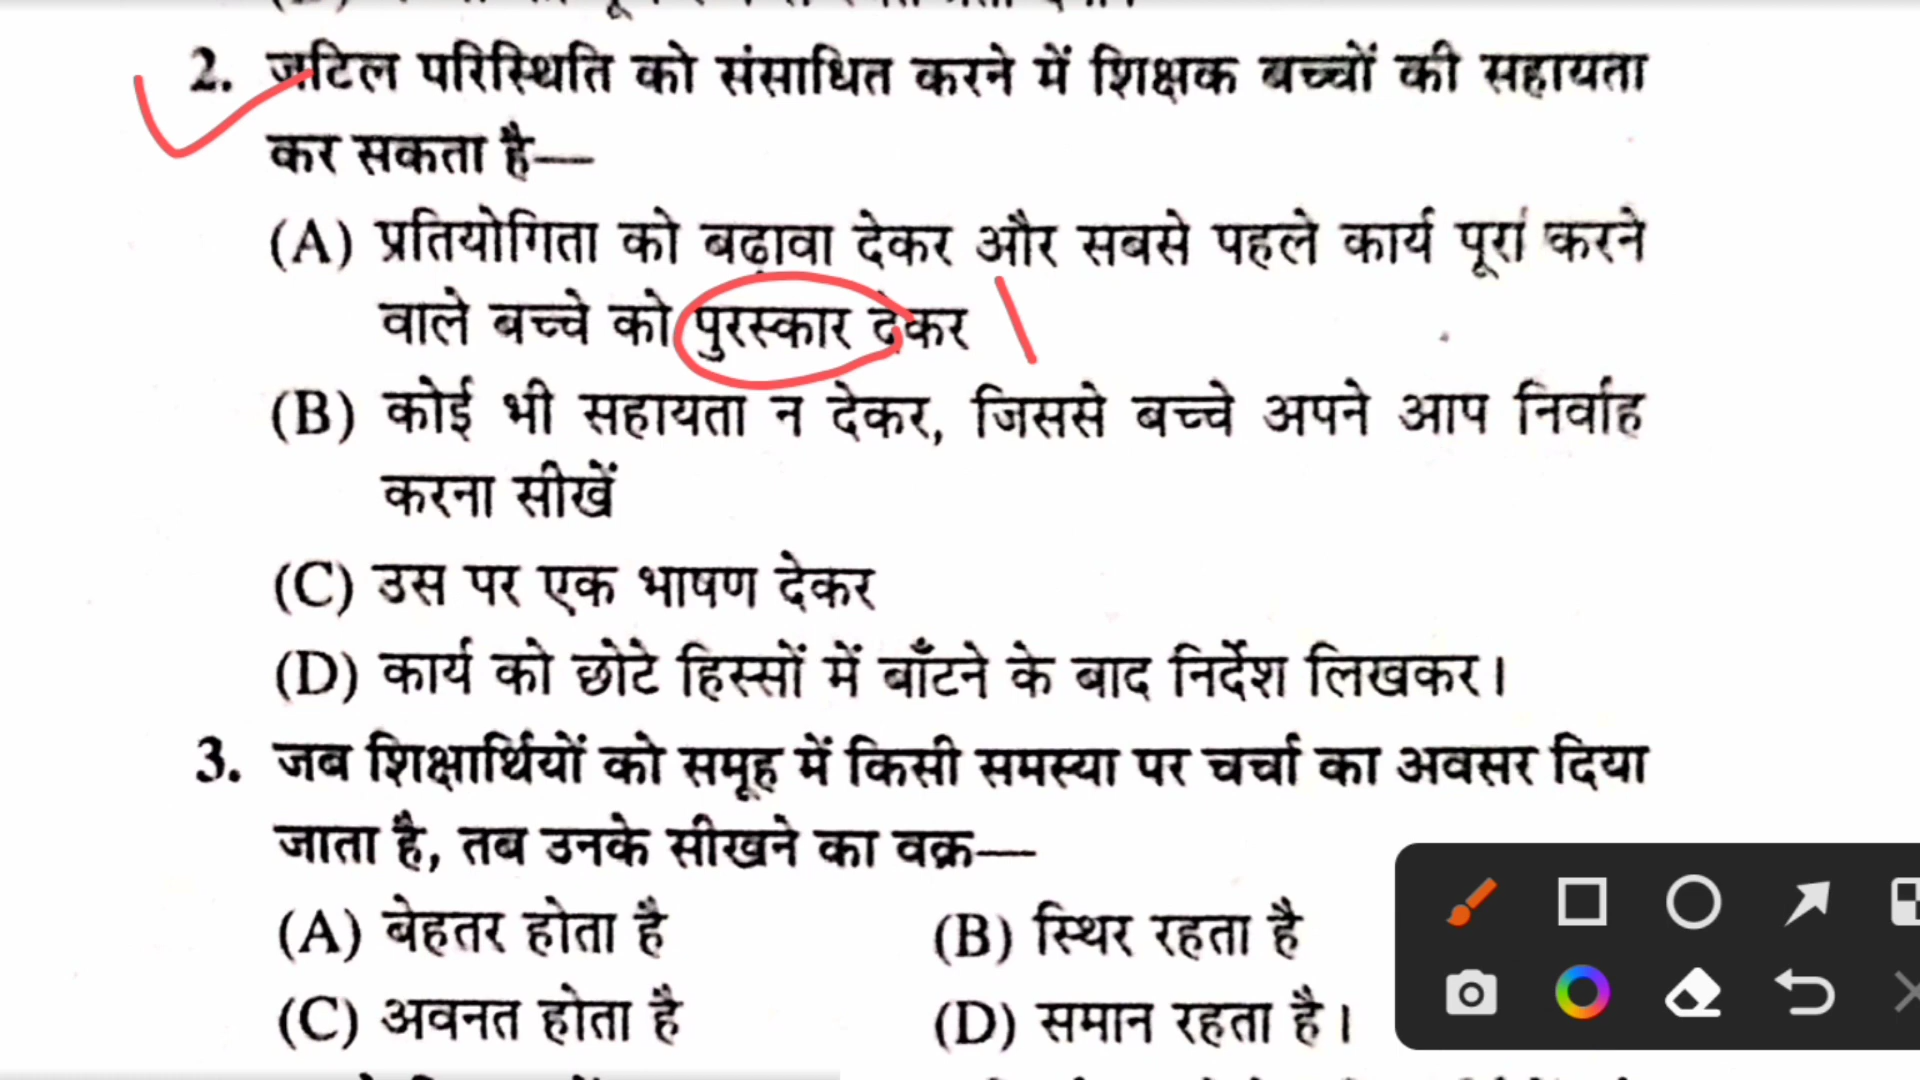 2. जटिल परिस्थिति को संसाधित करने में शिक्षक बच्चों की सहायता
कर सकता है—
(A) प्रतियोगिता को बढ़ावा देकर और सबसे पहले कार्य पूरा करने
वाले बच्चे को पुरस्कार देकर
(B) कोई भी सहायता न देकर, जिससे बच्चे अपने आप निर्वाह
करना सीखें
(C) उस पर एक भाषण देकर
(D) कार्य को छोटे हिस्सों में बाँटने के बाद निर्देश लिखकर।
3. जब शिक्षार्थियों को समूह में किसी समस्या पर चर्चा का अवसर दिया
जाता है, तब उनके सीखने का वक्र—
(A) बेहतर होता है (B) स्थिर रहता है
(C) अवनत होता है (D) समान रहता है।